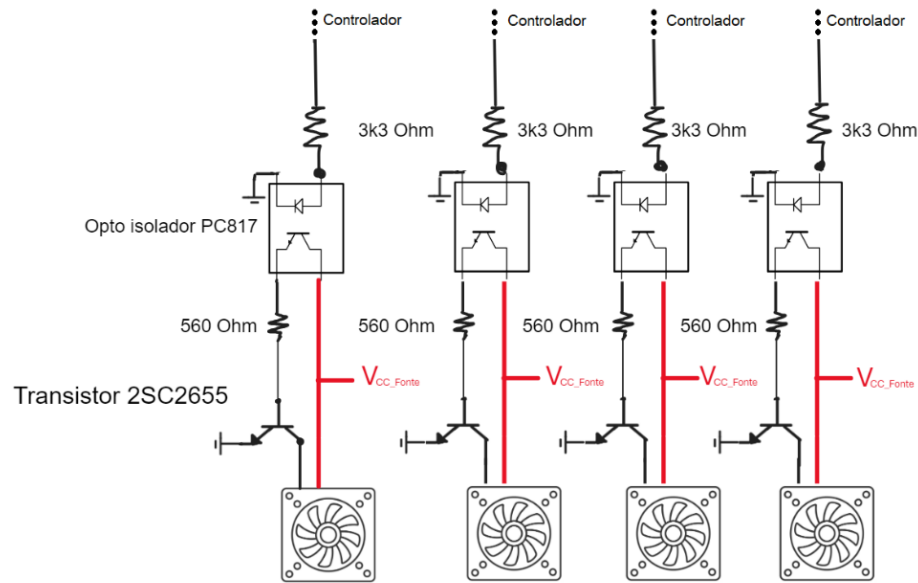 Controlador Controlador Controlador Controlador
3k3 Ohm 3k3 Ohm 3k3 Ohm 3k3 Ohm
Opto isolador PC817
560 Ohm 560 Ohm 560 Ohm 560 Ohm
VCC_Fonte VCC_Fonte VCC_Fonte VCC_Fonte
Transistor 2SC2655